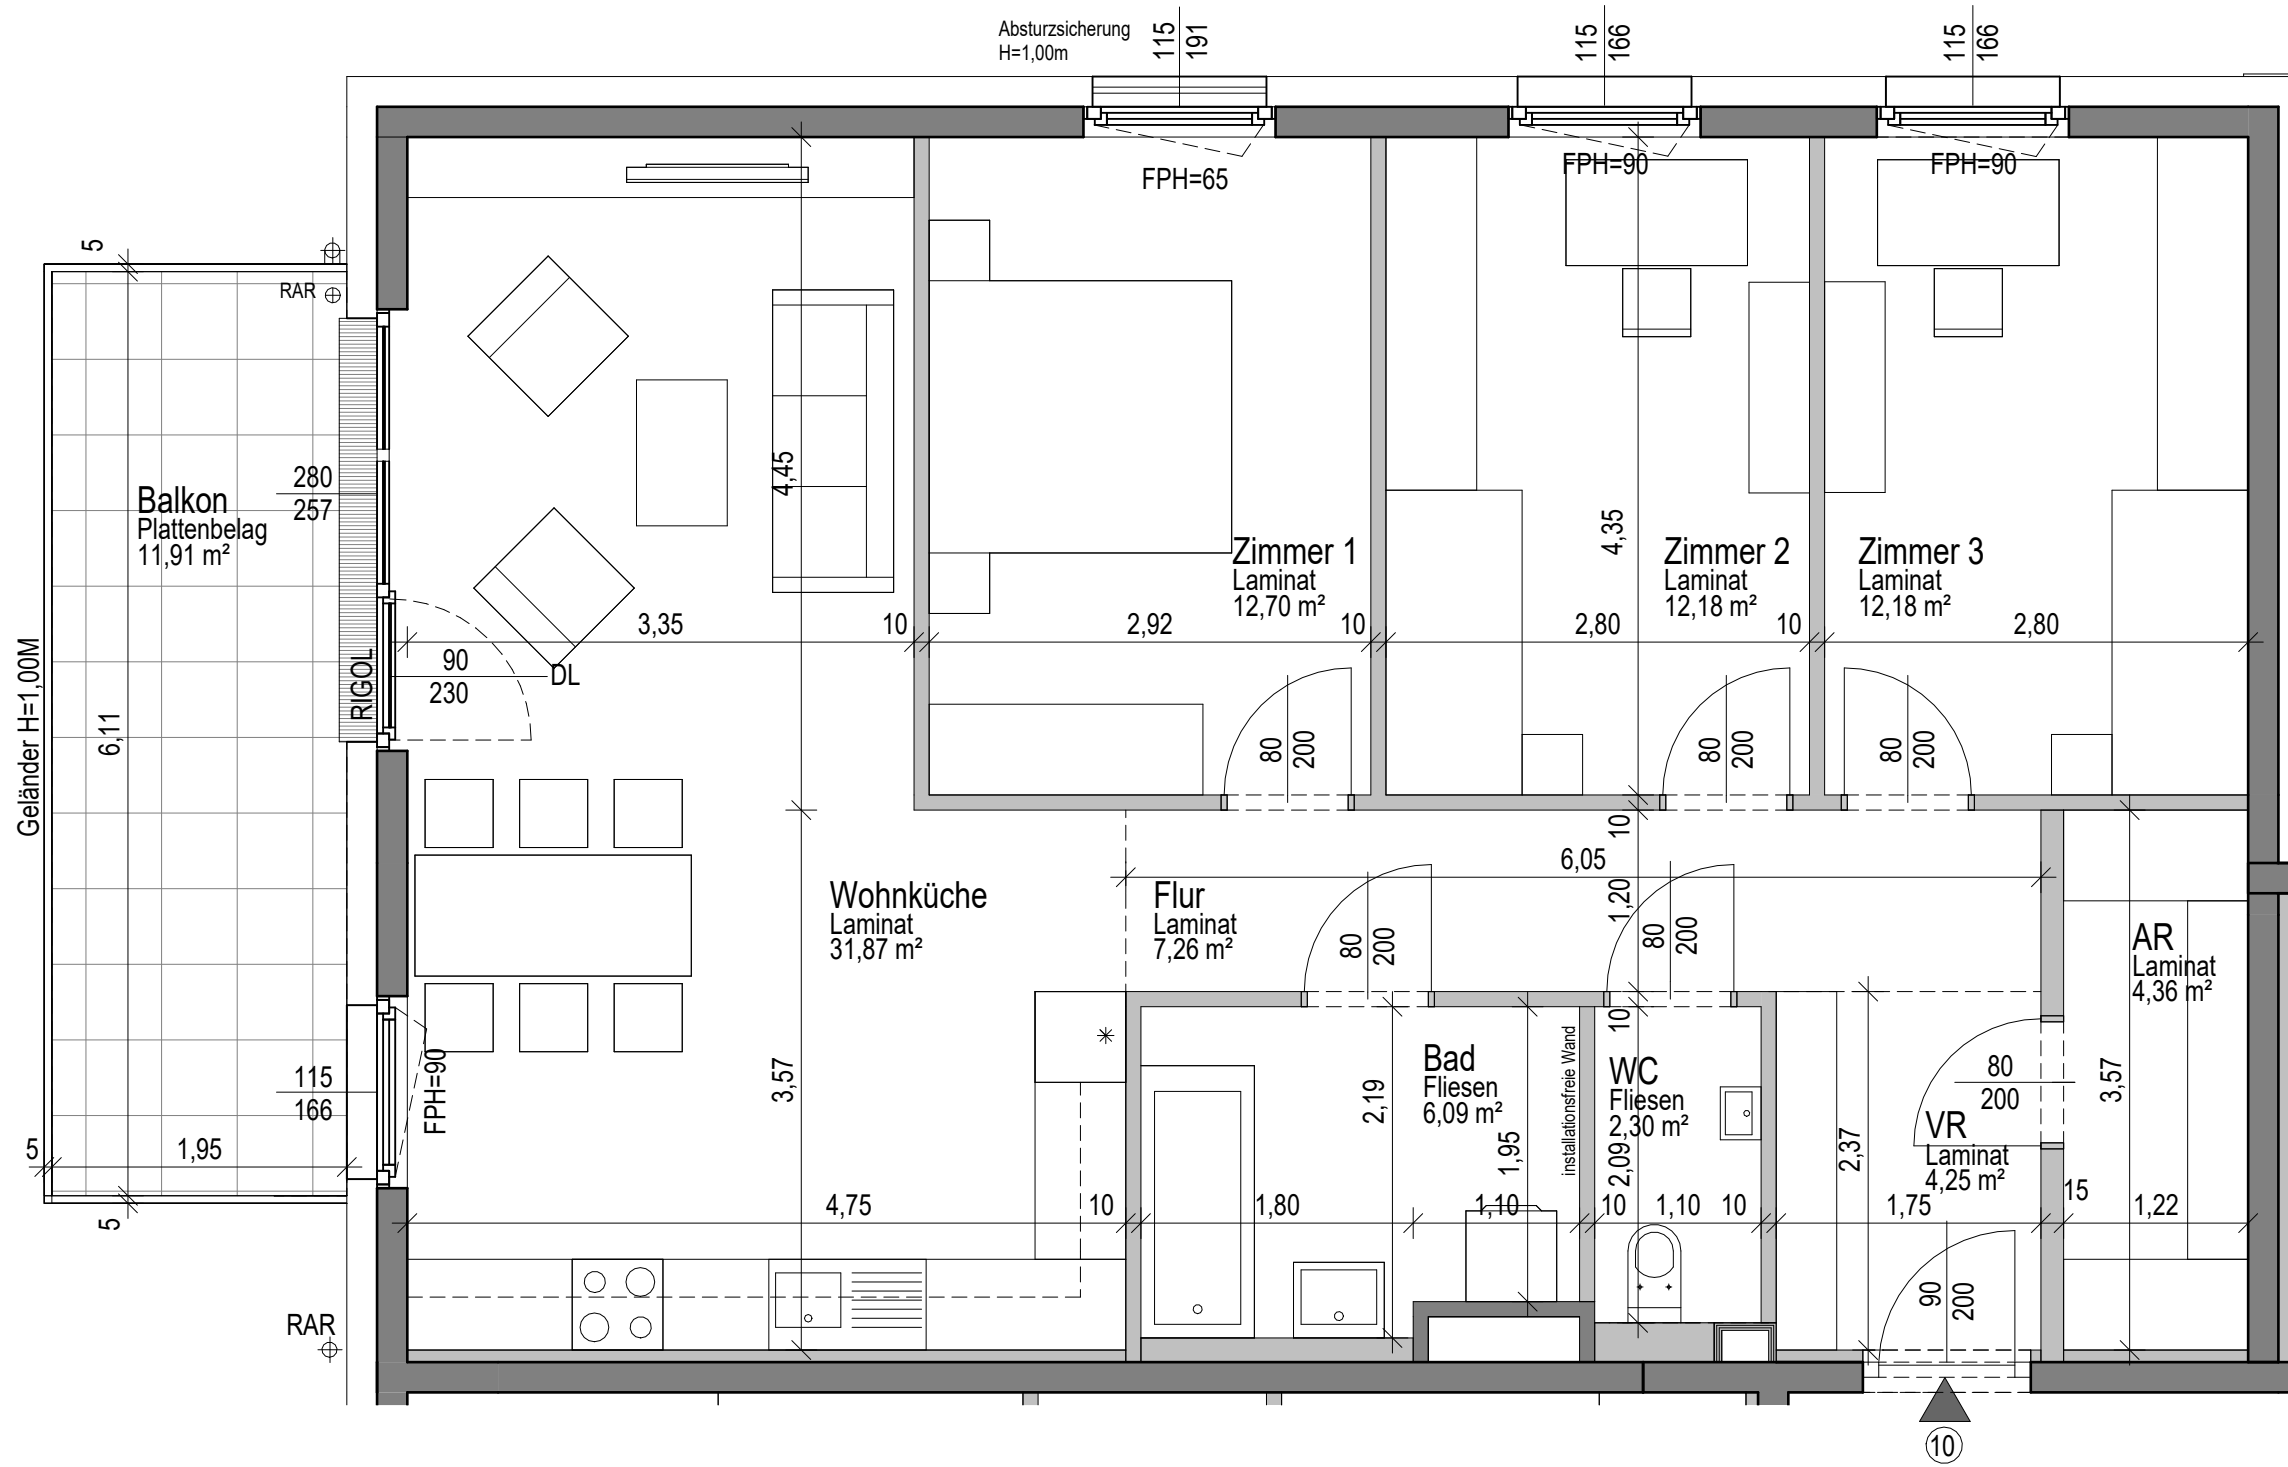 Absturzsicherung
H=1,00m
115
191
115
166
115
166
FPH=65
FPH=90
FPH=90
5
RAR
Balkon
Plattenbelag
11,91 m²
280
257
4,45
4,35
Zimmer 1
Laminat
12,70 m²
Zimmer 2
Laminat
12,18 m²
Zimmer 3
Laminat
12,18 m²
3,35
10
2,92
10
2,80
10
2,80
90
230
DL
RIGOL
Geländer H=1,00M
6,11
80
200
80
200
80
200
10
6,05
Wohnküche
Laminat
31,87 m²
Flur
Laminat
7,26 m²
80
200
1,20
80
200
AR
Laminat
4,36 m²
10
115
166
FPH=90
3,57
2,19
Bad
Fliesen
6,09 m²
1,95
installationsfreie Wand
WC
Fliesen
2,30 m²
2,09
2,37
80
200
VR
Laminat
4,25 m²
3,57
5
1,95
5
4,75
10
1,80
1,10
10
1,10
10
1,75
15
1,22
90
200
RAR
10